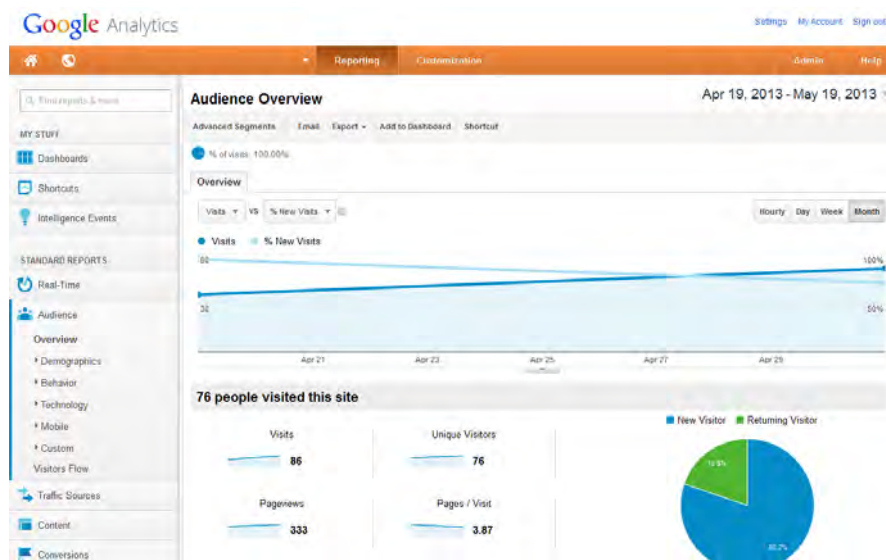 Google Analytics
Settings My Account Sign out
Reporting Customization Admin Help
Find reports & more
Audience Overview
Apr 19, 2013 - May 19, 2013
Advanced Segments Email Export Add to Dashboard Shortcut
MY STUFF
% of visits: 100.00%
Dashboards
Overview
Shortcuts
Visits VS % New Visits
Hourly Day Week Month
Intelligence Events
Visits % New Visits
STANDARD REPORTS
100%
Real-Time
50%
Audience
Overview
Demographics
Apr 21 Apr 23 Apr 25 Apr 27 Apr 29
Behavior
Technology
76 people visited this site
Mobile
New Visitor Returning Visitor
Custom
Visits Unique Visitors
Visitors Flow
86 76
Traffic Sources
Pageviews Pages / Visit
Content
333 3.87
Conversions